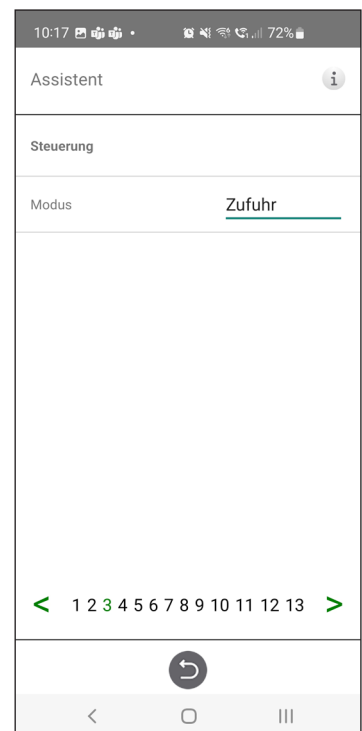 10:17 72%
Assistent i
Steuerung
Modus Zufuhr
< 1 2 3 4 5 6 7 8 9 10 11 12 13 >